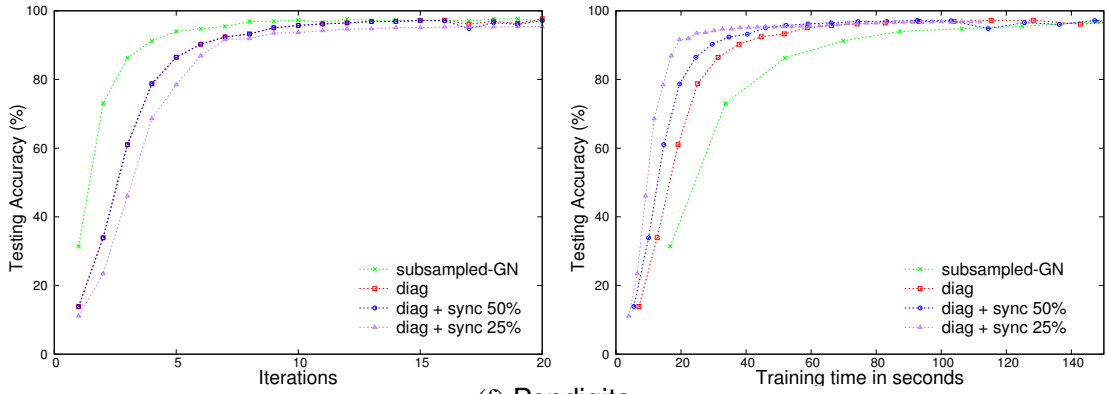 100
80
60
40
20
0
Testing Accuracy (%)
0 5 10 15 20
Iterations
subsampled-GN
diag
diag + sync 50%
diag + sync 25%
100
80
60
40
20
0
Testing Accuracy (%)
0 20 40 60 80 100 120 140
Training time in seconds
subsampled-GN
diag
diag + sync 50%
diag + sync 25%